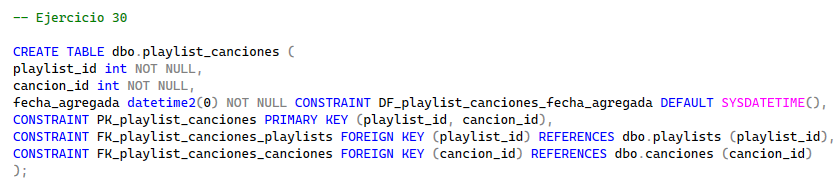 -- Ejercicio 30
CREATE TABLE dbo.playlist_canciones (
playlist_id int NOT NULL,
cancion_id int NOT NULL,
fecha_agregada datetime2(0) NOT NULL CONSTRAINT DF_playlist_canciones_fecha_agregada DEFAULT SYSDATETIME(),
CONSTRAINT PK_playlist_canciones PRIMARY KEY (playlist_id, cancion_id),
CONSTRAINT FK_playlist_canciones_playlists FOREIGN KEY (playlist_id) REFERENCES dbo.playlists (playlist_id),
CONSTRAINT FK_playlist_canciones_canciones FOREIGN KEY (cancion_id) REFERENCES dbo.canciones (cancion_id)
);